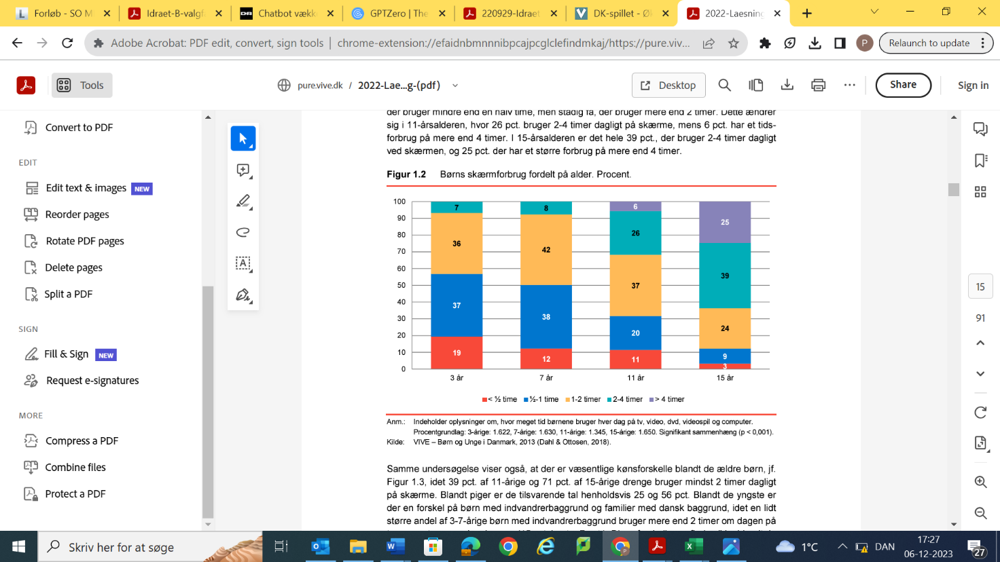 Forløb - SO M
Idraet-B-valgf
Chatbot vækk
GPTZero | The
220929-Idraet
DK-spillet - Øk
2022-Laesning
Adobe Acrobat: PDF edit, convert, sign tools | chrome-extension://efaidnbmnnnibpcajpcglclefindmkaj/https://pure.viv...
P
Relaunch to update
Tools
pure.vive.dk / 2022-Lae...g-(pdf)
Desktop
Share
Sign in
Convert to PDF
EDIT
Edit text & images NEW
Reorder pages
Rotate PDF pages
Delete pages
Split a PDF
SIGN
Fill & Sign NEW
Request e-signatures
MORE
Compress a PDF
Combine files
Protect a PDF
der bruger mindre end en halv time, men stadig få, der bruger mere end 2 timer. Dette ændrer
sig i 11-årsalderen, hvor 26 pct. bruger 2-4 timer dagligt på skærme, mens 6 pct. har et tids-
forbrug på mere end 4 timer. I 15-årsalderen er det hele 39 pct., der bruger 2-4 timer dagligt
ved skærmen, og 25 pct. der har et større forbrug på mere end 4 timer.
Figur 1.2 Børns skærmforbrug fordelt på alder. Procent.
100
90
80
70
60
50
40
30
20
10
0
7
36
37
19
8
42
38
12
6
26
37
20
11
25
39
24
9
3
3 år 7 år 11 år 15 år
< ½ time ½-1 time 1-2 timer 2-4 timer > 4 timer
Anm.: Indeholder oplysninger om, hvor meget tid børnene bruger hver dag på tv, video, dvd, videospil og computer.
Procentgrundlag: 3-årige: 1.622, 7-årige: 1.630, 11-årige: 1.345, 15-årige: 1.650. Signifikant sammenhæng (p < 0,001).
Kilde: VIVE – Børn og Unge i Danmark, 2013 (Dahl & Ottosen, 2018).
Samme undersøgelse viser også, at der er væsentlige kønsforskelle blandt de ældre børn, jf.
Figur 1.3, idet 39 pct. af 11-årige og 71 pct. af 15-årige drenge bruger mindst 2 timer dagligt
på skærme. Blandt piger er de tilsvarende tal henholdsvis 25 og 56 pct. Blandt de yngste er
der en forskel på børn med indvandrerbaggrund og familier med dansk baggrund, idet en lidt
større andel af 3-7-årige børn med indvandrerbaggrund bruger mere end 2 timer om dagen på
15
91
Skriv her for at søge
1°C
DAN
17:27
06-12-2023
27